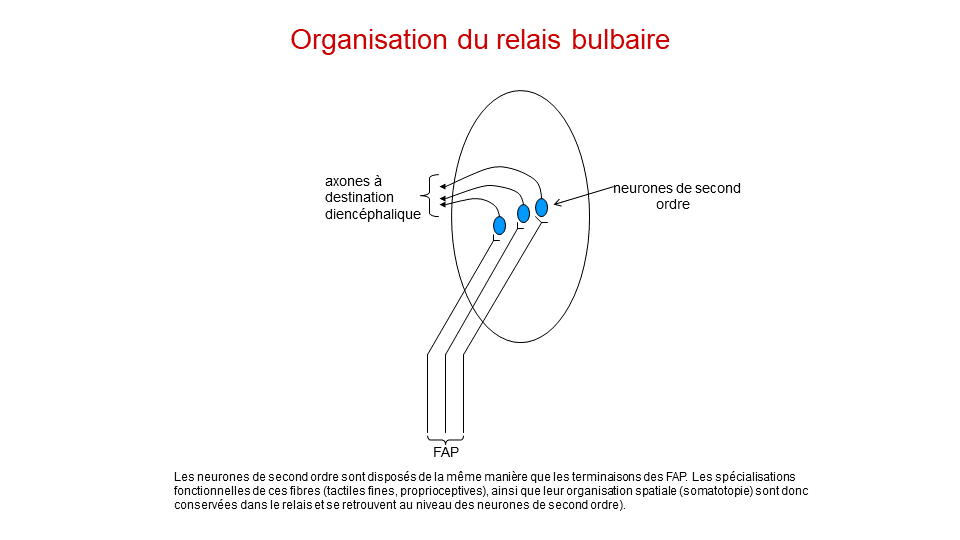 Organisation du relais bulbaire
axones à
destination
diencéphalique
neurones de second
ordre
FAP
Les neurones de second ordre sont disposés de la même manière que les terminaisons des FAP. Les spécialisations
fonctionnelles de ces fibres (tactiles fines, proprioceptives), ainsi que leur organisation spatiale (somatotopie) sont donc
conservées dans le relais et se retrouvent au niveau des neurones de second ordre).